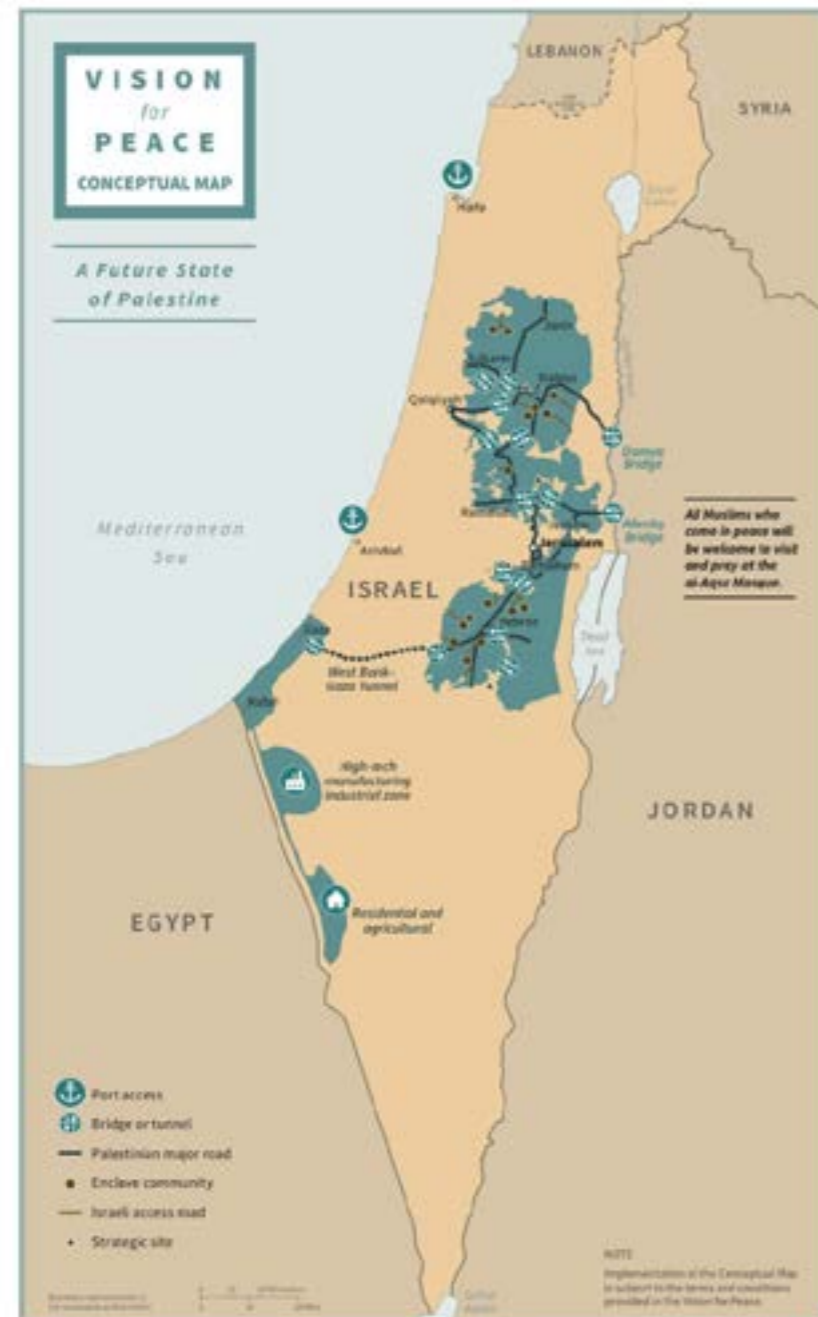 VISION
for
PEACE
CONCEPTUAL MAP
A Future State
of Palestine
LEBANON
SYRIA
Haifa
Jenin
Tulkarm
Nablus
Qalqilyah
Damya
Bridge
Allenby
Bridge
All Muslims who
come in peace will
be welcome to visit
and pray at the
al-Aqsa Mosque.
Mediterranean
Sea
Ashdod
Jerusalem
ISRAEL
Hebron
Dead
Sea
Gaza
West Bank–
Gaza tunnel
Rafah
High-tech
manufacturing
industrial zone
JORDAN
EGYPT
Residential and
agricultural
Port access
Bridge or tunnel
Palestinian major road
Enclave community
Israeli access road
Strategic site
NOTE
Implementation of the Conceptual Map
is subject to the terms and conditions
provided in the Vision for Peace.